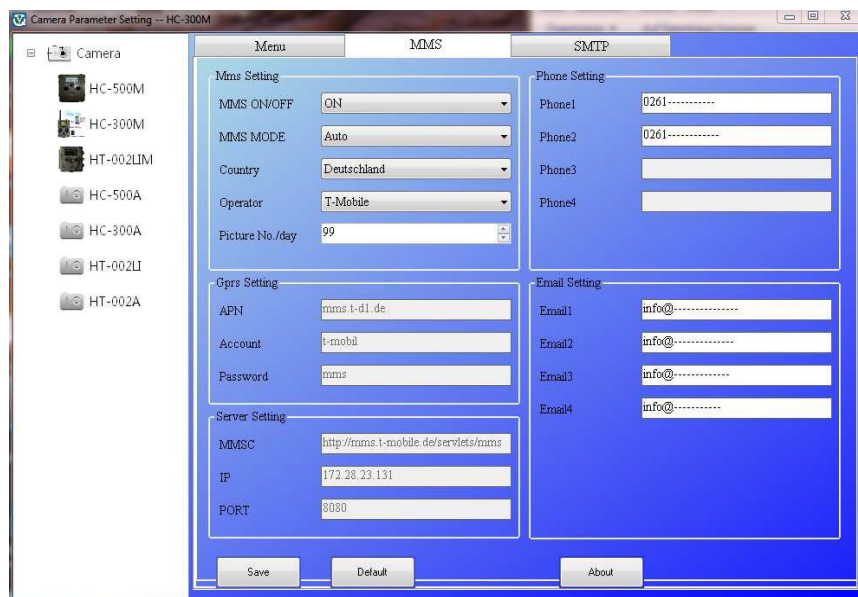 Camera Parameter Setting -- HC-300M
Camera
HC-500M
HC-300M
HT-002LIM
HC-500A
HC-300A
HT-002LI
HT-002A
Menu
MMS
SMTP
Mms Setting
MMS ON/OFF
ON
MMS MODE
Auto
Country
Deutschland
Operator
T-Mobile
Picture No./day
99
Gprs Setting
APN
mms.t-d1.de
Account
t-mobil
Password
mms
Server Setting
MMSC
http://mms.t-mobile.de/servlets/mms
IP
172.28.23.131
PORT
8080
Phone Setting
Phone1
0261-----------
Phone2
0261------------
Phone3
Phone4
Email Setting
Email1
info@---------------
Email2
info@--------------
Email3
info@-------------
Email4
info@-----------
Save
Default
About